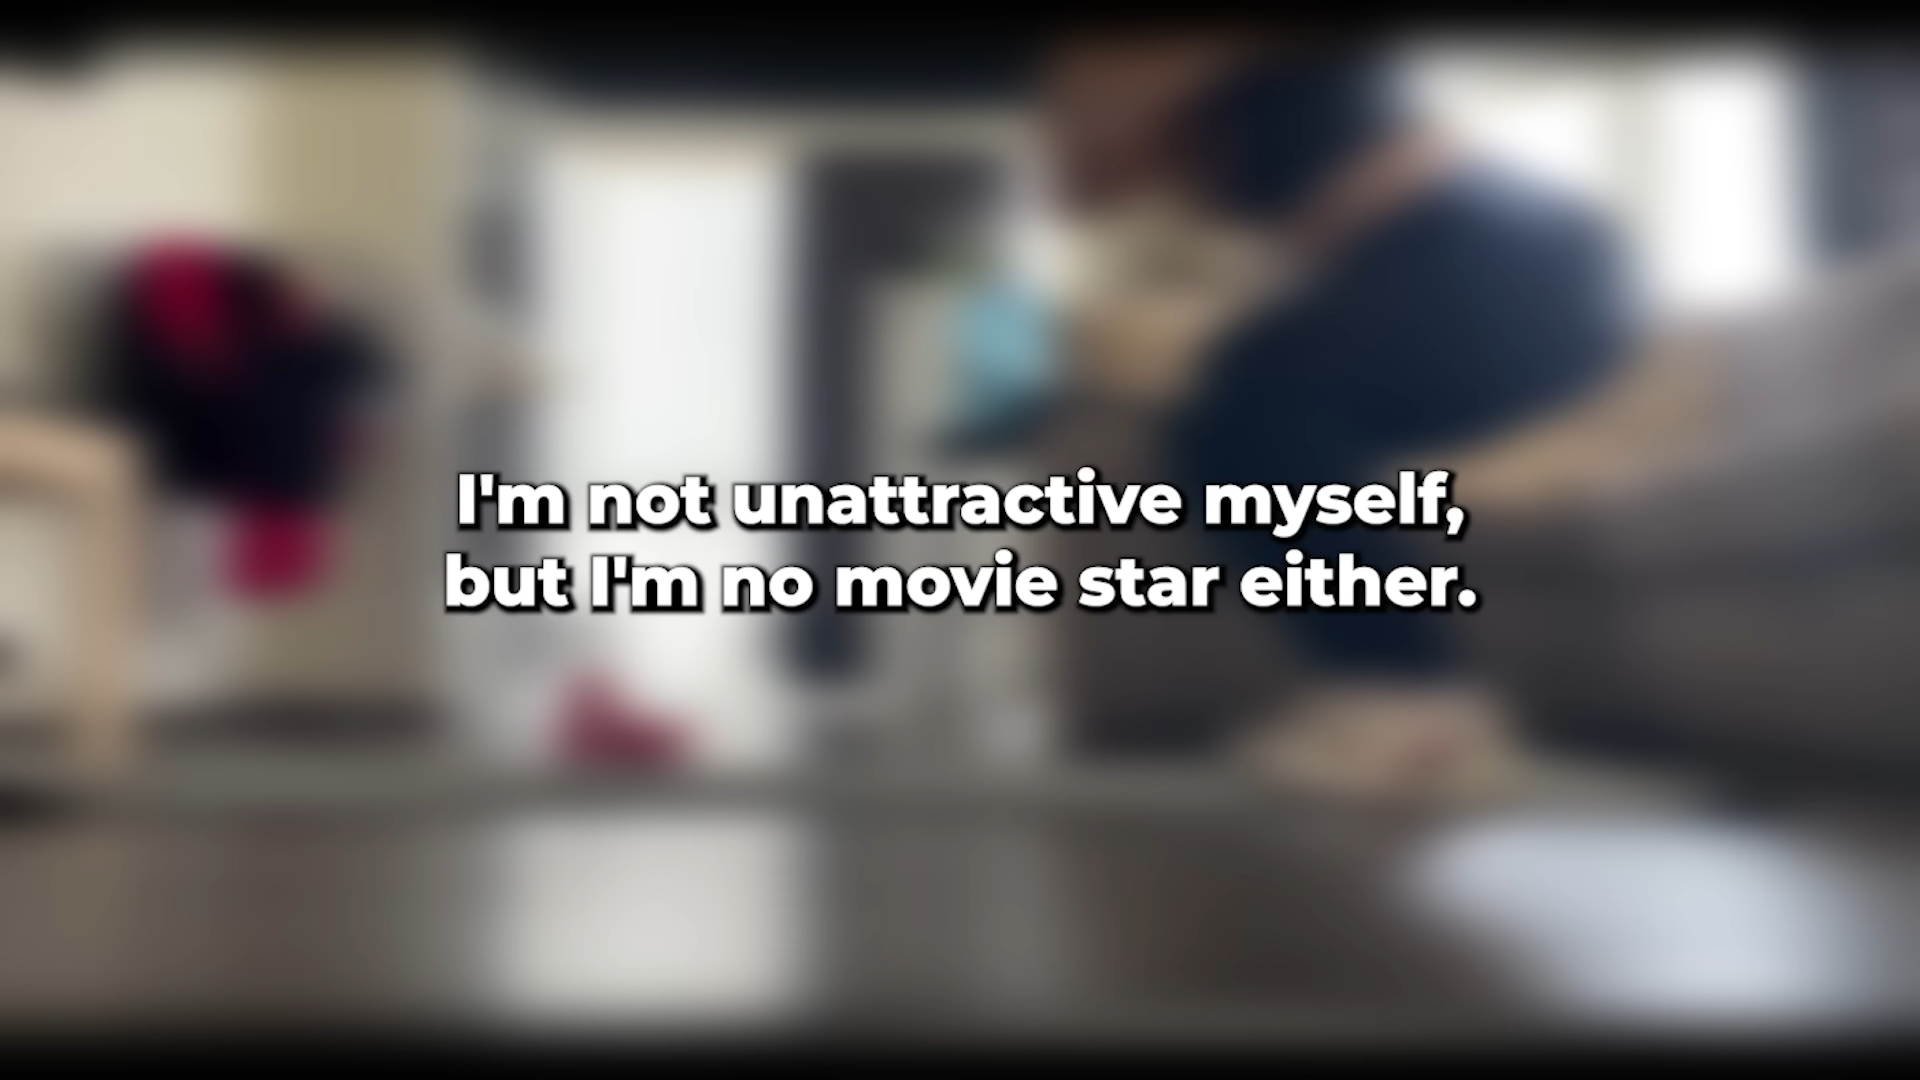 I'm not unattractive myself,
but I'm no movie star either.